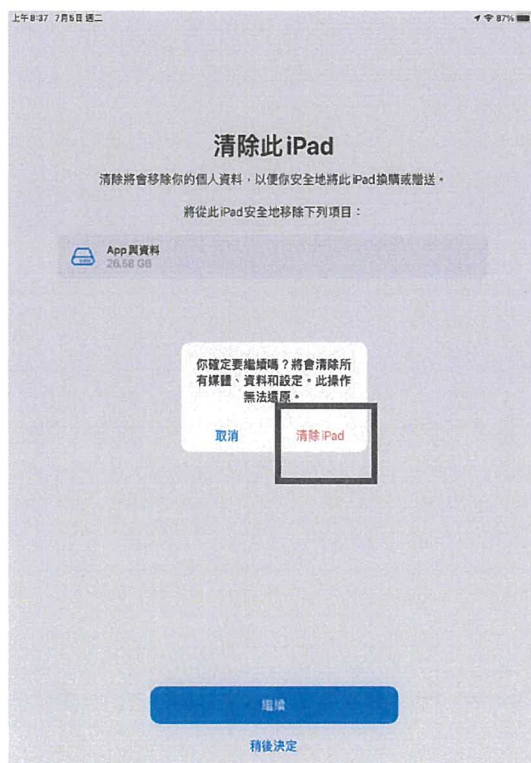 上午8:37 7月5日 週二 87%
清除此 iPad
清除將會移除你的個人資料，以便你安全地將此 iPad 換購或贈送。
將從此 iPad 安全地移除下列項目：
App 與資料
26.58 GB
你確定要繼續嗎？將會清除所
有媒體、資料和設定。此操作
無法還原。
取消 清除 iPad
繼續
稍後決定